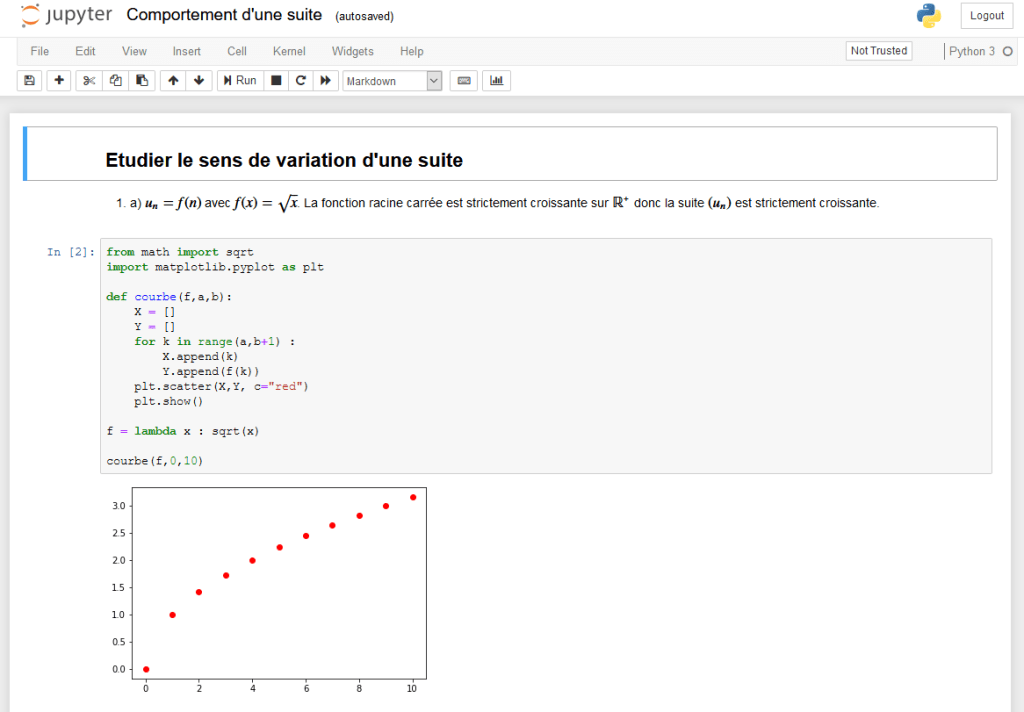 jupyter Comportement d'une suite (autosaved) Logout
File Edit View Insert Cell Kernel Widgets Help Not Trusted Python 3
Run Markdown
Etudier le sens de variation d'une suite
1. a) uₙ = f(n) avec f(x) = √x. La fonction racine carrée est strictement croissante sur ℝ⁺ donc la suite (uₙ) est strictement croissante.
In [2]: from math import sqrt
import matplotlib.pyplot as plt
def courbe(f,a,b):
    X = []
    Y = []
    for k in range(a,b+1) :
        X.append(k)
        Y.append(f(k))
    plt.scatter(X,Y, c="red")
    plt.show()
f = lambda x : sqrt(x)
courbe(f,0,10)
3.0
2.5
2.0
1.5
1.0
0.5
0.0
0 2 4 6 8 10